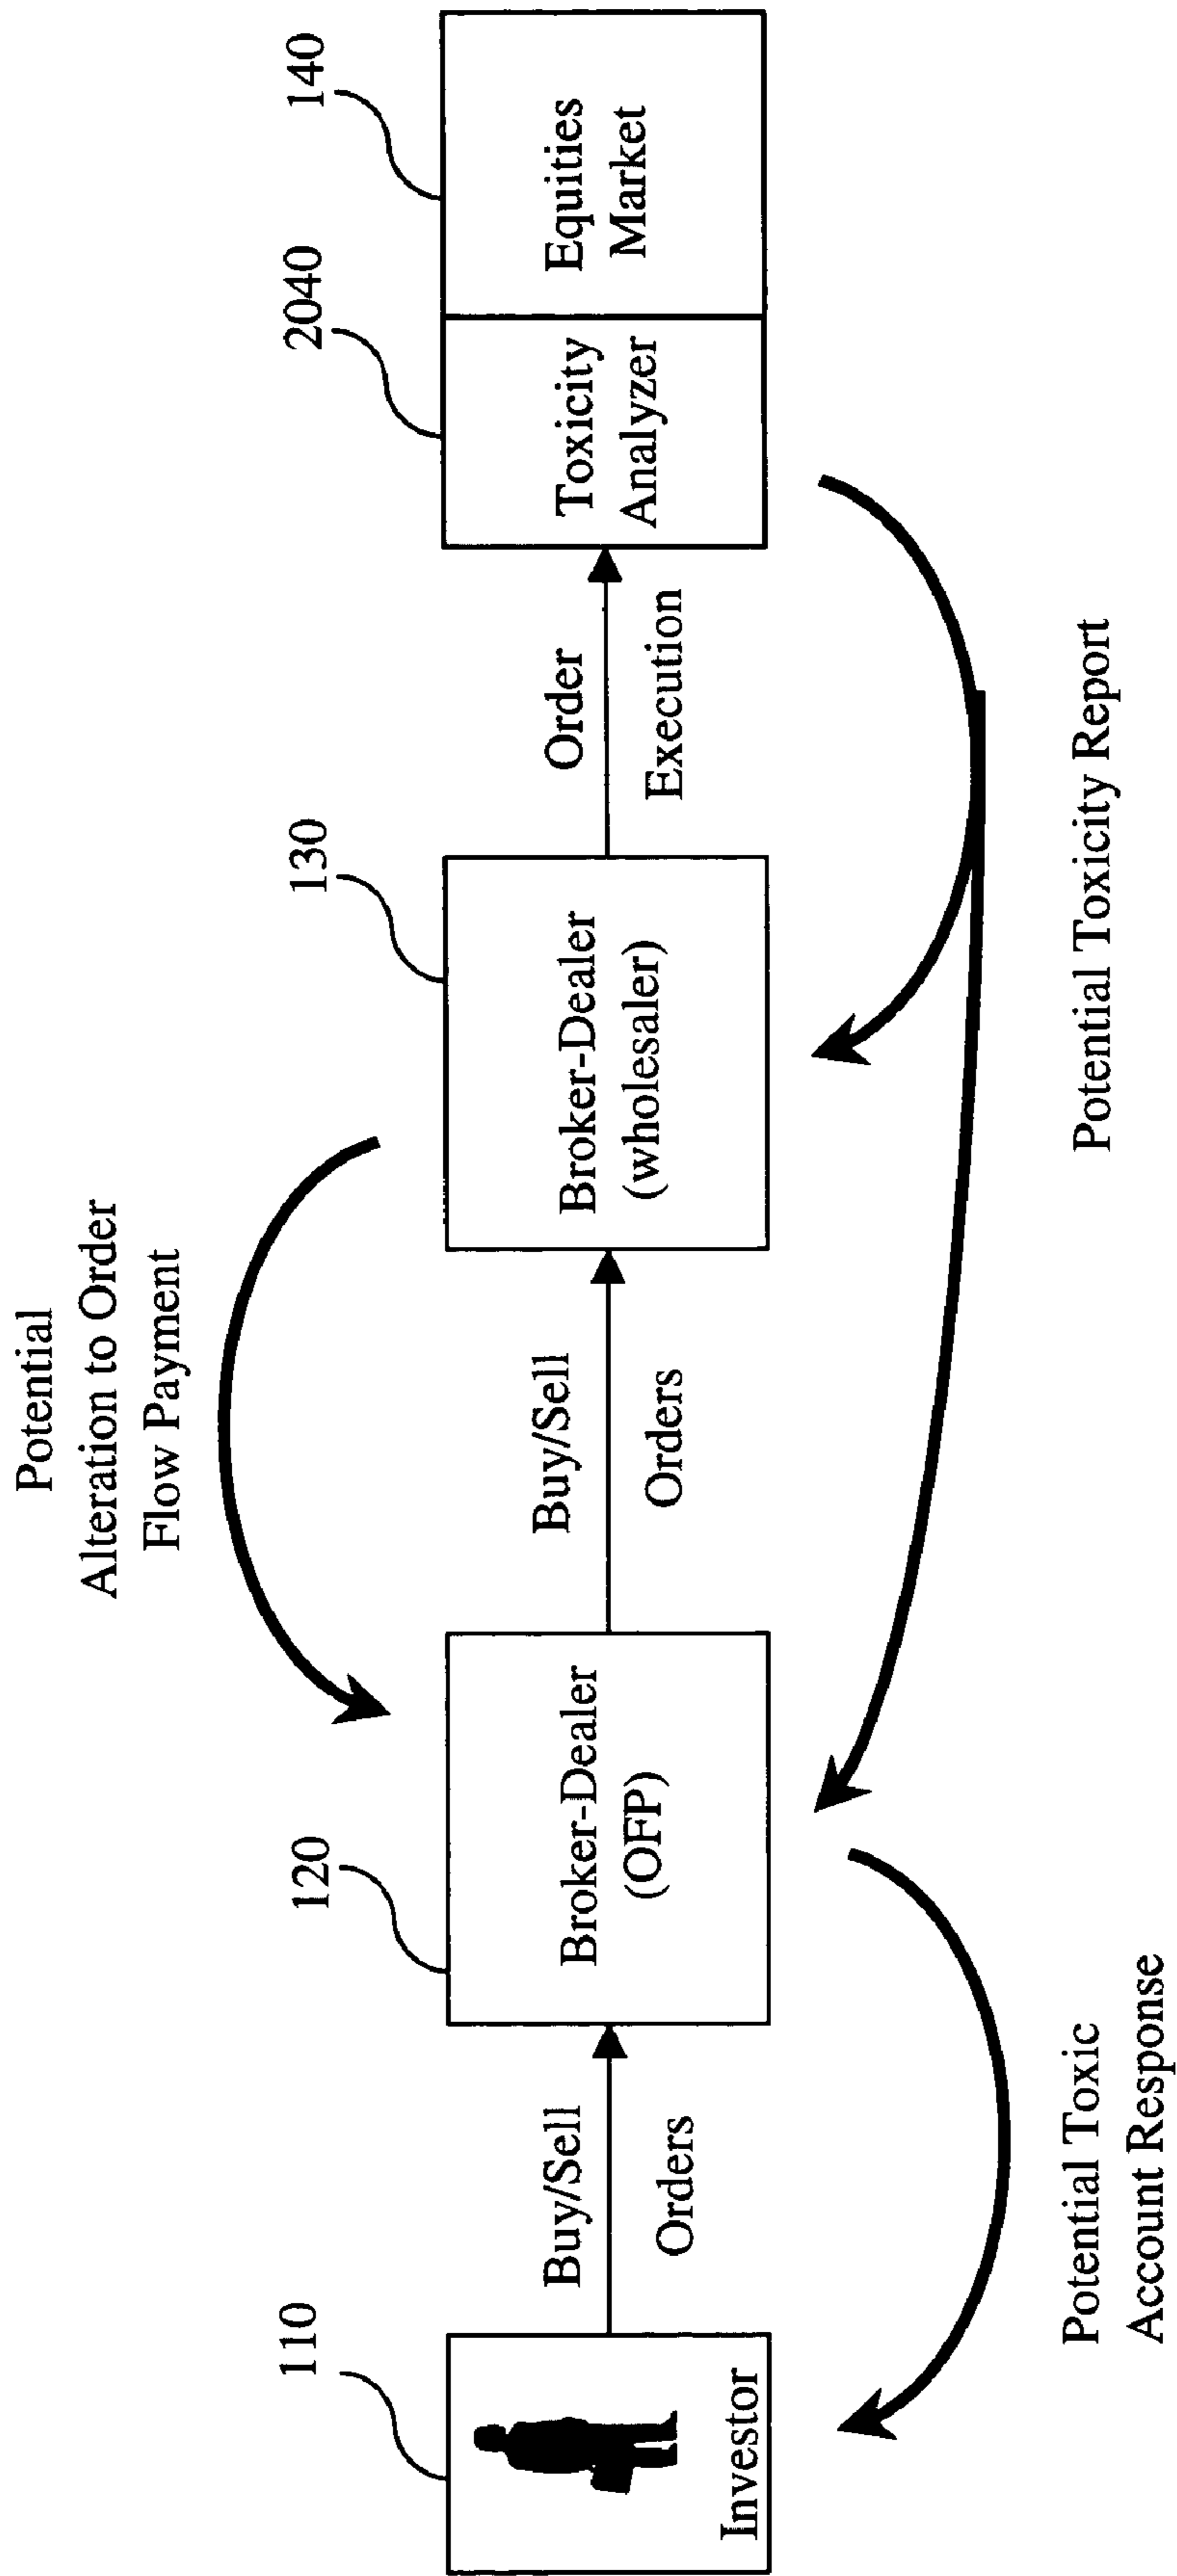 Potential
Alteration to Order
Flow Payment
110
120
130
2040
140
Investor
Buy/Sell
Orders
Broker-Dealer
(OFP)
Buy/Sell
Orders
Broker-Dealer
(wholesaler)
Order
Execution
Toxicity
Analyzer
Equities
Market
Potential Toxic
Account Response
Potential Toxicity Report